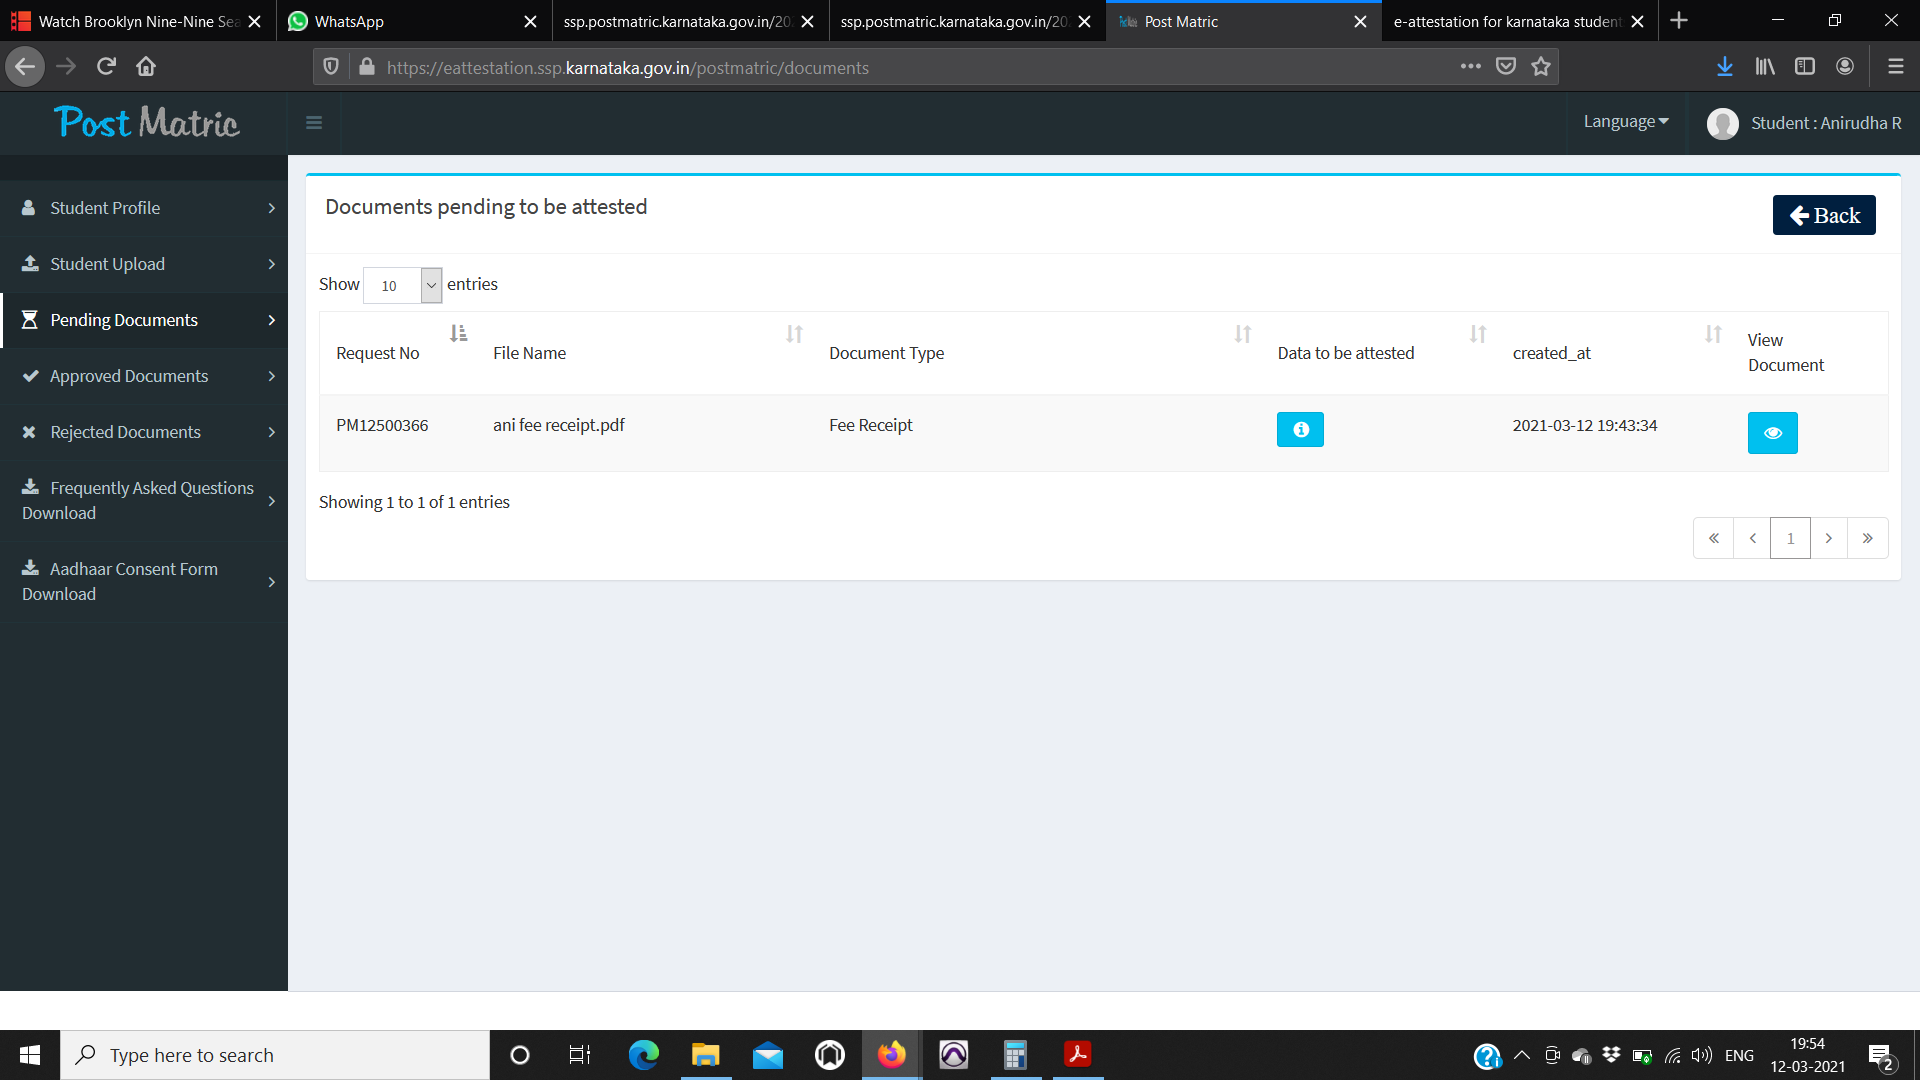 Watch Brooklyn Nine-Nine Sea
WhatsApp
ssp.postmatric.karnataka.gov.in/202
ssp.postmatric.karnataka.gov.in/202
Post Matric
e-attestation for karnataka student
https://eattestation.ssp.karnataka.gov.in/postmatric/documents
Post Matric
Language
Student : Anirudha R
Student Profile
Student Upload
Pending Documents
Approved Documents
Rejected Documents
Frequently Asked Questions
Download
Aadhaar Consent Form
Download
Documents pending to be attested
Back
Show 10 entries
Request No
File Name
Document Type
Data to be attested
created_at
View
Document
PM12500366
ani fee receipt.pdf
Fee Receipt
2021-03-12 19:43:34
Showing 1 to 1 of 1 entries
« ‹ 1 › »
Type here to search
ENG
19:54
12-03-2021
2